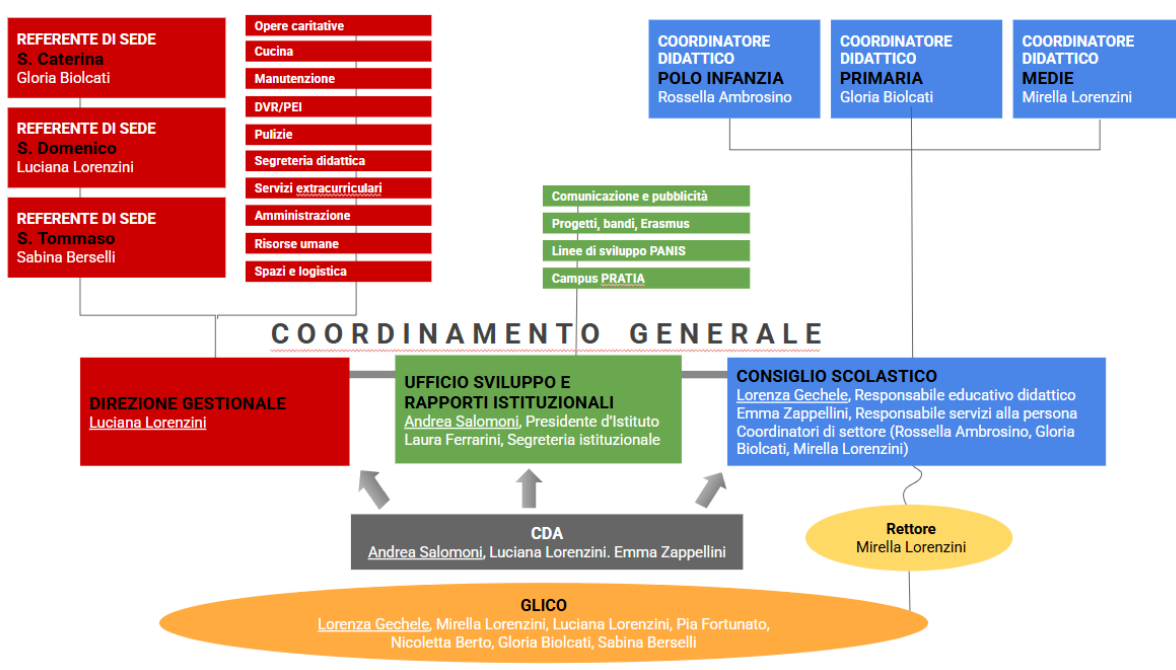 REFERENTE DI SEDE
S. Caterina
Gloria Biolcati
REFERENTE DI SEDE
S. Domenico
Luciana Lorenzini
REFERENTE DI SEDE
S. Tommaso
Sabina Berselli
Opere caritative
Cucina
Manutenzione
DVR/PEI
Pulizie
Segreteria didattica
Servizi extracurriculari
Amministrazione
Risorse umane
Spazi e logistica
Comunicazione e pubblicità
Progetti, bandi, Erasmus
Linee di sviluppo PANIS
Campus PRATIA
COORDINATORE
DIDATTICO
POLO INFANZIA
Rossella Ambrosino
COORDINATORE
DIDATTICO
PRIMARIA
Gloria Biolcati
COORDINATORE
DIDATTICO
MEDIE
Mirella Lorenzini
COORDINAMENTO GENERALE
DIREZIONE GESTIONALE
Luciana Lorenzini
UFFICIO SVILUPPO E
RAPPORTI ISTITUZIONALI
Andrea Salomoni, Presidente d'Istituto
Laura Ferrarini, Segreteria istituzionale
CONSIGLIO SCOLASTICO
Lorenza Gechele, Responsabile educativo didattico
Emma Zappellini, Responsabile servizi alla persona
Coordinatori di settore (Rossella Ambrosino, Gloria
Biolcati, Mirella Lorenzini)
CDA
Andrea Salomoni, Luciana Lorenzini. Emma Zappellini
Rettore
Mirella Lorenzini
GLICO
Lorenza Gechele, Mirella Lorenzini, Luciana Lorenzini, Pia Fortunato,
Nicoletta Berto, Gloria Biolcati, Sabina Berselli